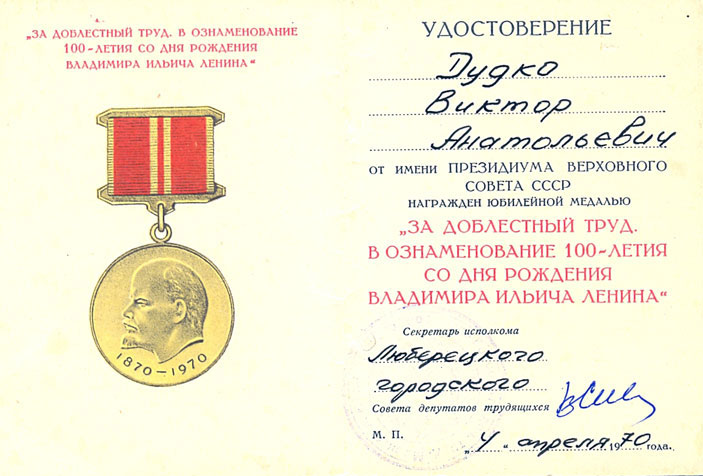 „ЗА ДОБЛЕСТНЫЙ ТРУД. В ОЗНАМЕНОВАНИЕ
100-ЛЕТИЯ СО ДНЯ РОЖДЕНИЯ
ВЛАДИМИРА ИЛЬИЧА ЛЕНИНА“
1870–1970
УДОСТОВЕРЕНИЕ
Дудко
Виктор
Анатольевич
ОТ ИМЕНИ ПРЕЗИДИУМА ВЕРХОВНОГО
СОВЕТА СССР
НАГРАЖДЕН ЮБИЛЕЙНОЙ МЕДАЛЬЮ
„ЗА ДОБЛЕСТНЫЙ ТРУД.
В ОЗНАМЕНОВАНИЕ 100-ЛЕТИЯ
СО ДНЯ РОЖДЕНИЯ
ВЛАДИМИРА ИЛЬИЧА ЛЕНИНА“
Секретарь исполкома
Люберецкого
городского
Совета депутатов трудящихся
М. П. „4“ апреля 1970 года.